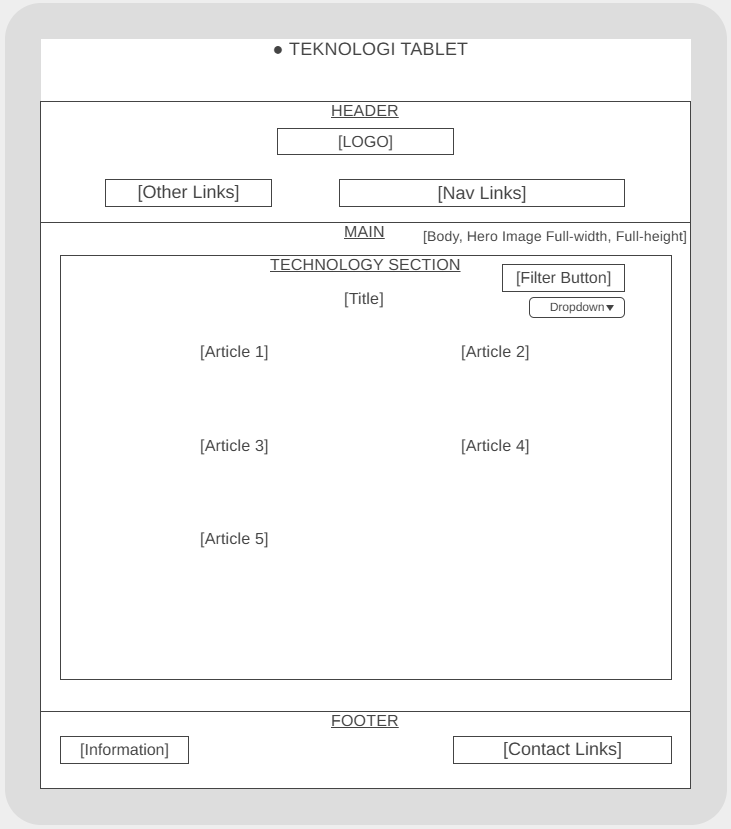 ● TEKNOLOGI TABLET
HEADER
[LOGO]
[Other Links] [Nav Links]
MAIN [Body, Hero Image Full-width, Full-height]
TECHNOLOGY SECTION
[Filter Button]
[Title]
Dropdown▼
[Article 1] [Article 2]
[Article 3] [Article 4]
[Article 5]
FOOTER
[Information] [Contact Links]